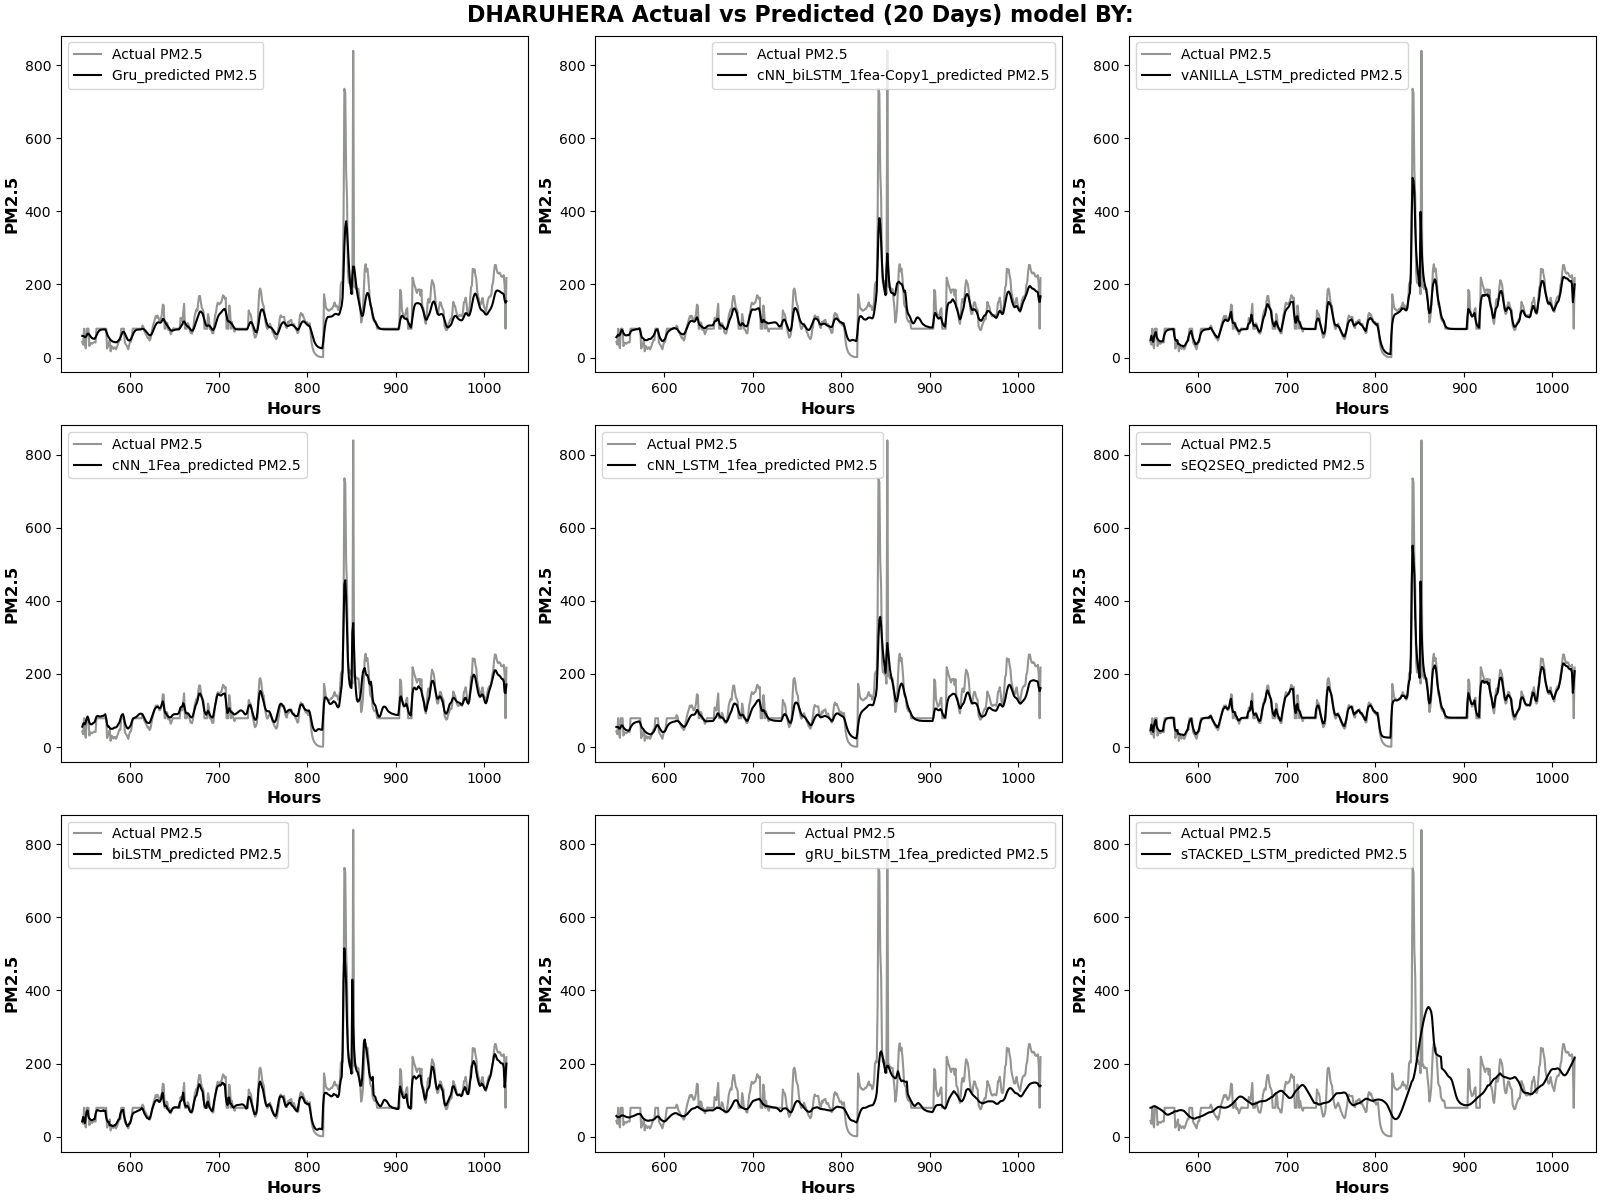 DHARUHERA Actual vs Predicted (20 Days) model BY:
Actual PM2.5
Gru_predicted PM2.5
800
600
400
200
0
PM2.5
600 700 800 900 1000
Hours
Actual PM2.5
cNN_biLSTM_1fea-Copy1_predicted PM2.5
800
600
400
200
0
PM2.5
600 700 800 900 1000
Hours
Actual PM2.5
vANILLA_LSTM_predicted PM2.5
800
600
400
200
0
PM2.5
600 700 800 900 1000
Hours
Actual PM2.5
cNN_1Fea_predicted PM2.5
800
600
400
200
0
PM2.5
600 700 800 900 1000
Hours
Actual PM2.5
cNN_LSTM_1fea_predicted PM2.5
800
600
400
200
0
PM2.5
600 700 800 900 1000
Hours
Actual PM2.5
sEQ2SEQ_predicted PM2.5
800
600
400
200
0
PM2.5
600 700 800 900 1000
Hours
Actual PM2.5
biLSTM_predicted PM2.5
800
600
400
200
0
PM2.5
600 700 800 900 1000
Hours
Actual PM2.5
gRU_biLSTM_1fea_predicted PM2.5
800
600
400
200
0
PM2.5
600 700 800 900 1000
Hours
Actual PM2.5
sTACKED_LSTM_predicted PM2.5
800
600
400
200
0
PM2.5
600 700 800 900 1000
Hours